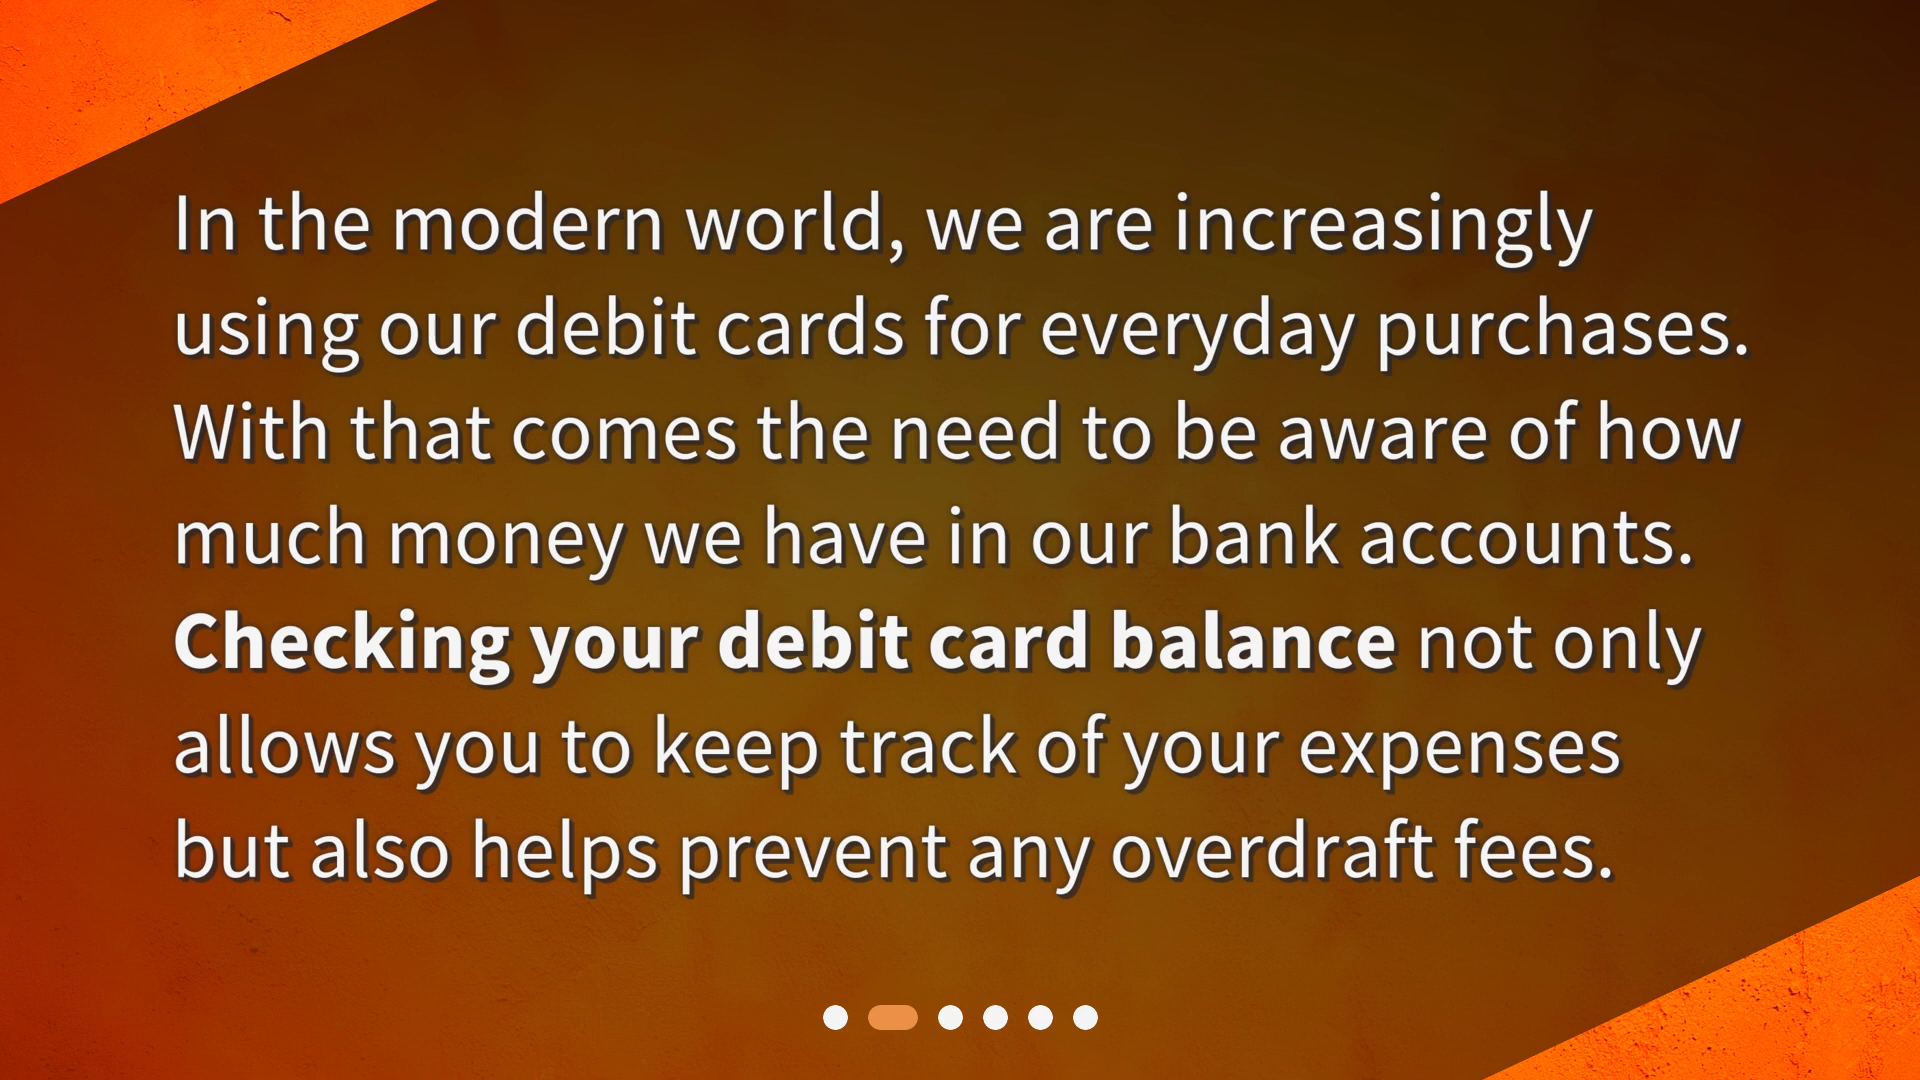 In the modern world, we are increasingly
using our debit cards for everyday purchases.
With that comes the need to be aware of how
much money we have in our bank accounts.
Checking your debit card balance not only
allows you to keep track of your expenses
but also helps prevent any overdraft fees.